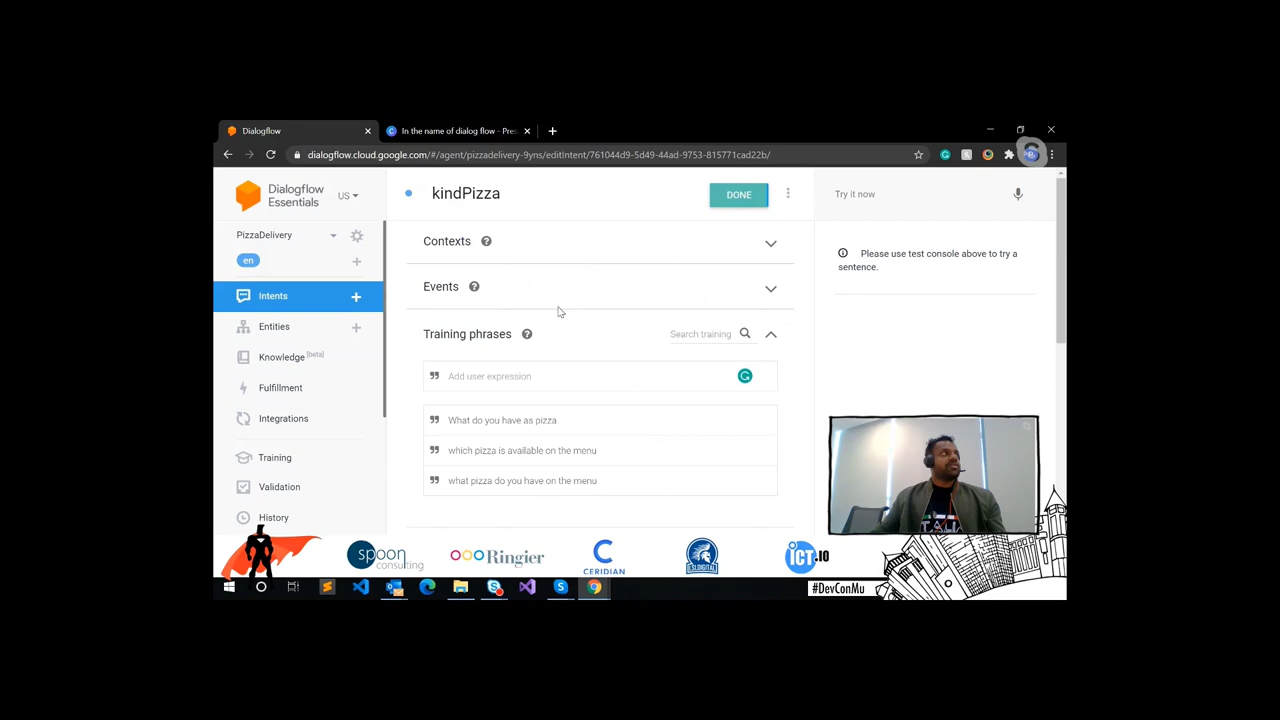 Dialogflow
In the name of dialog flow - Pres
dialogflow.cloud.google.com/#/agent/pizzadelivery-9yns/editIntent/761044d9-5d49-44ad-9753-815771cad22b/
Dialogflow
Essentials
US
kindPizza
DONE
Try it now
PizzaDelivery
en
Contexts
Please use test console above to try a
sentence.
Events
Intents
Entities
Training phrases
Search training
Knowledge [beta]
Add user expression
Fulfillment
Integrations
What do you have as pizza
which pizza is available on the menu
Training
what pizza do you have on the menu
Validation
History
spoon
consulting
Ringier
CERIDIAN
ICT.IO
#DevConMu